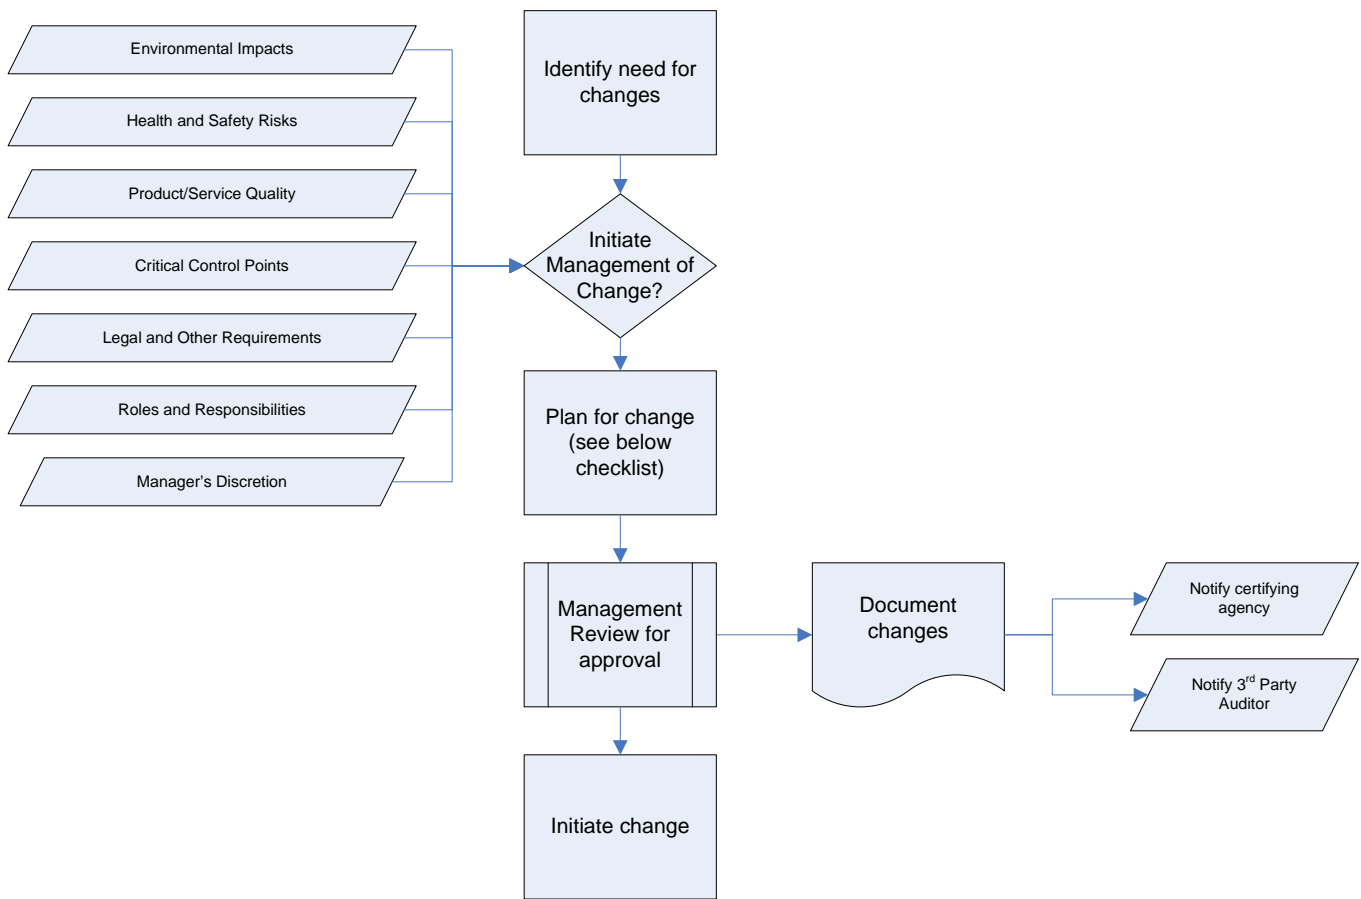 Environmental Impacts
Health and Safety Risks
Product/Service Quality
Critical Control Points
Legal and Other Requirements
Roles and Responsibilities
Manager’s Discretion
Identify need for
changes
Initiate
Management of
Change?
Plan for change
(see below
checklist)
Management
Review for
approval
Initiate change
Document
changes
Notify certifying
agency
Notify 3rd Party
Auditor